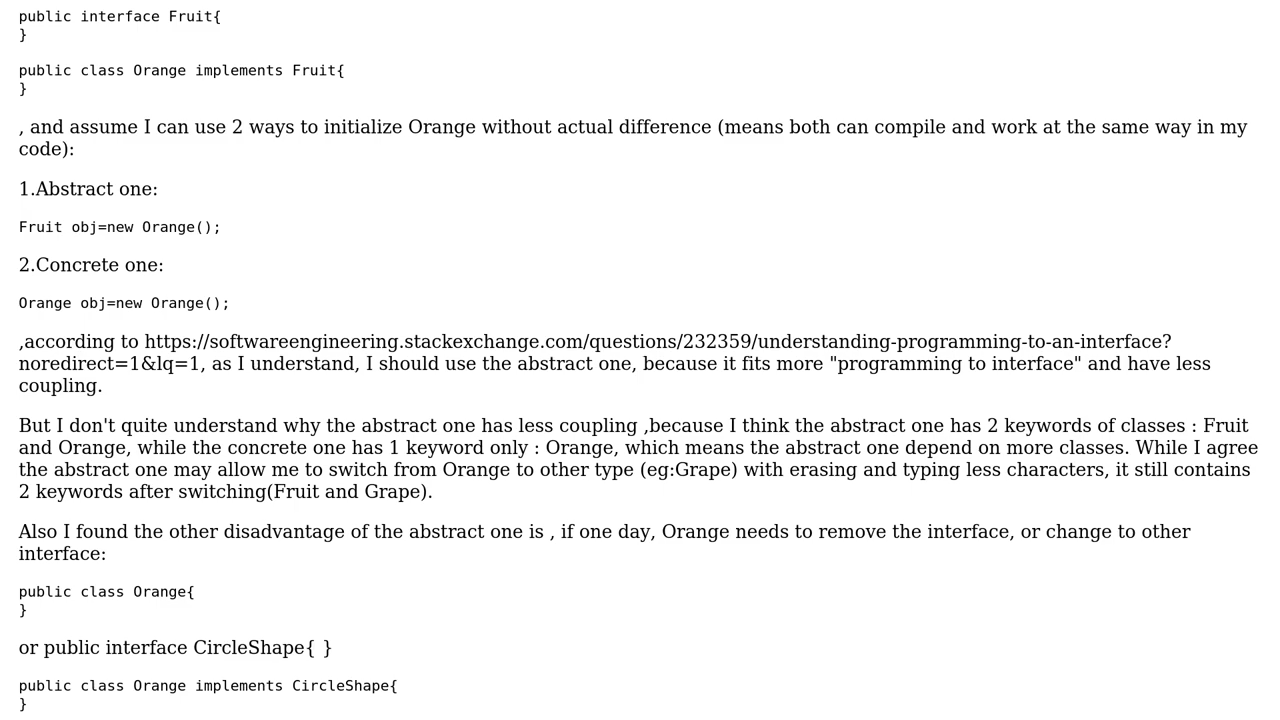 public interface Fruit{
}
public class Orange implements Fruit{
}
, and assume I can use 2 ways to initialize Orange without actual difference (means both can compile and work at the same way in my
code):
1.Abstract one:
Fruit obj=new Orange();
2.Concrete one:
Orange obj=new Orange();
,according to https://softwareengineering.stackexchange.com/questions/232359/understanding-programming-to-an-interface?
noredirect=1&lq=1, as I understand, I should use the abstract one, because it fits more "programming to interface" and have less
coupling.
But I don't quite understand why the abstract one has less coupling ,because I think the abstract one has 2 keywords of classes : Fruit
and Orange, while the concrete one has 1 keyword only : Orange, which means the abstract one depend on more classes. While I agree
the abstract one may allow me to switch from Orange to other type (eg:Grape) with erasing and typing less characters, it still contains
2 keywords after switching(Fruit and Grape).
Also I found the other disadvantage of the abstract one is , if one day, Orange needs to remove the interface, or change to other
interface:
public class Orange{
}
or public interface CircleShape{ }
public class Orange implements CircleShape{
}